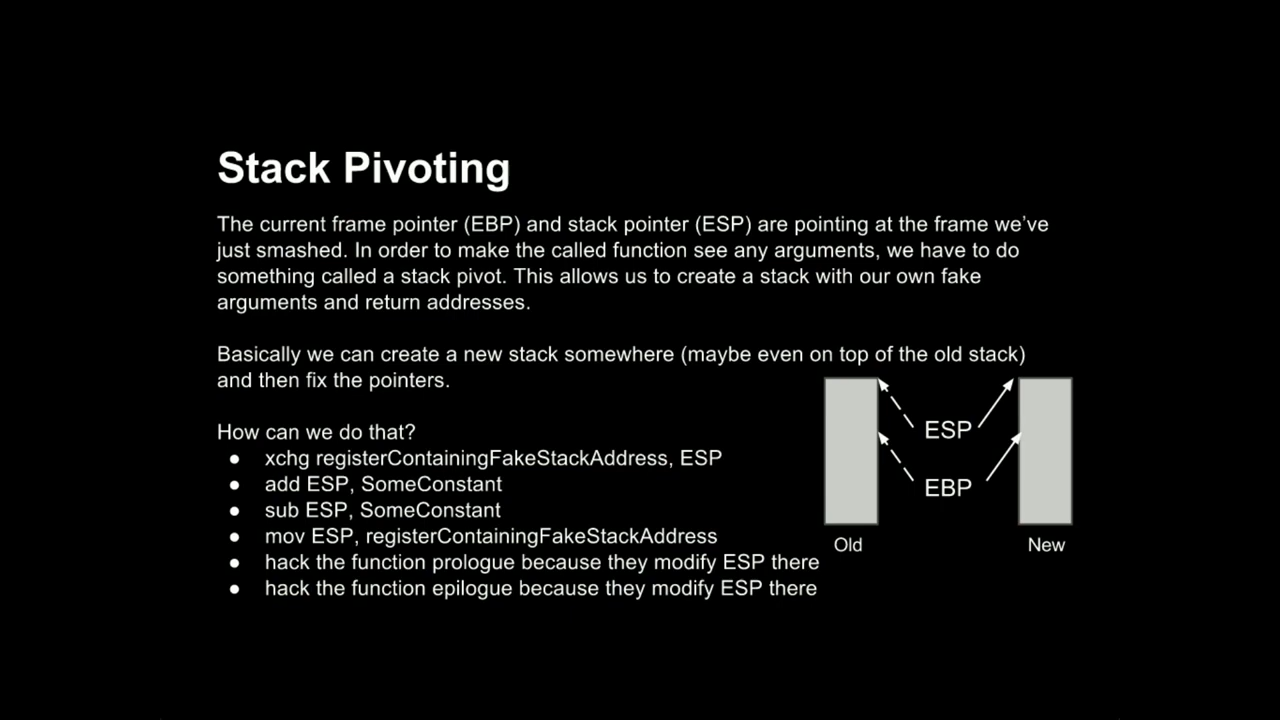 Stack Pivoting
The current frame pointer (EBP) and stack pointer (ESP) are pointing at the frame we've
just smashed. In order to make the called function see any arguments, we have to do
something called a stack pivot. This allows us to create a stack with our own fake
arguments and return addresses.
Basically we can create a new stack somewhere (maybe even on top of the old stack)
and then fix the pointers.
How can we do that?
● xchg registerContainingFakeStackAddress, ESP
● add ESP, SomeConstant
● sub ESP, SomeConstant
● mov ESP, registerContainingFakeStackAddress
● hack the function prologue because they modify ESP there
● hack the function epilogue because they modify ESP there
ESP
EBP
Old
New